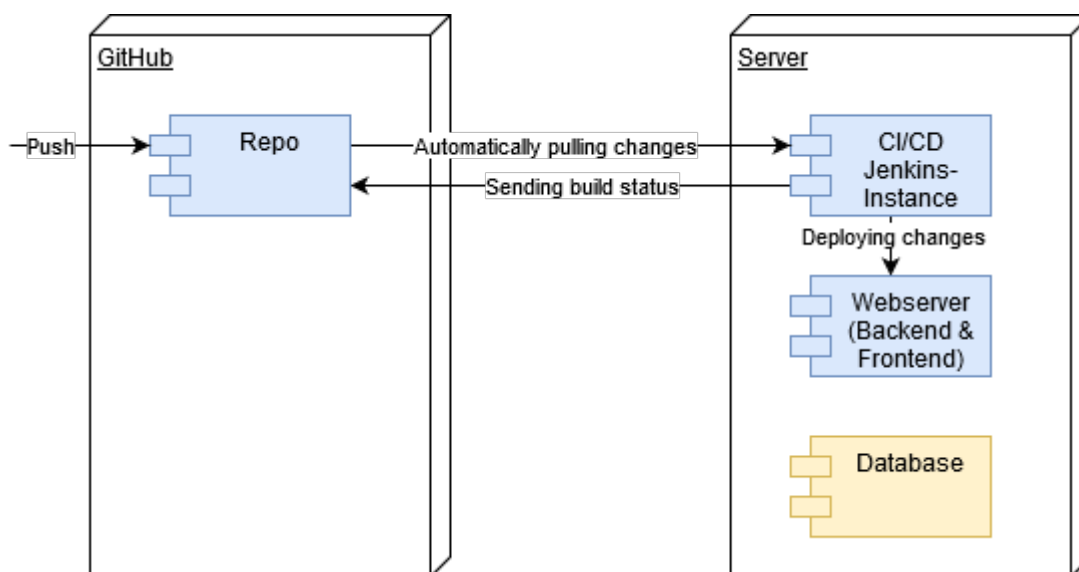 GitHub
Server
Push
Repo
Automatically pulling changes
Sending build status
CI/CD
Jenkins-
Instance
Deploying changes
Webserver
(Backend &
Frontend)
Database